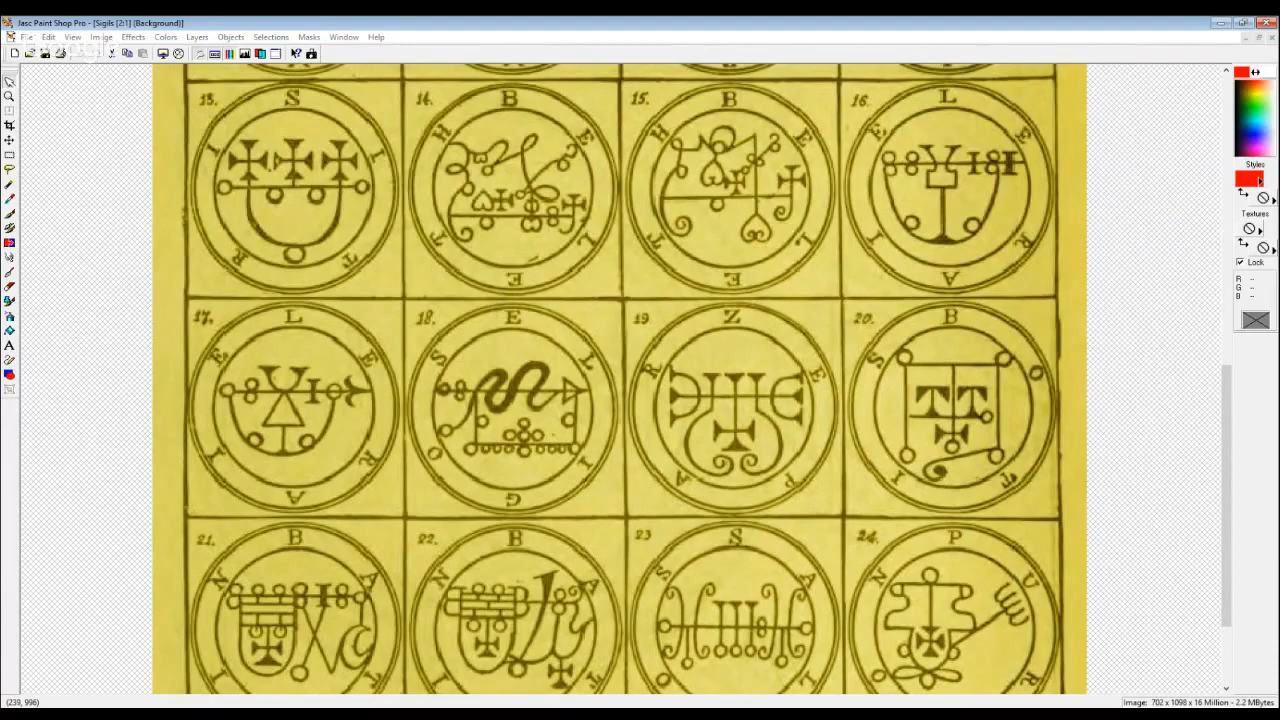 Jasc Paint Shop Pro - [Sigils [2:1] (Background)]
File Edit View Image Effects Colors Layers Objects Selections Masks Window Help
13. S I T R T I
14. B E L E T H
15. B E L E T H
16. L E R A I E
17. L E R A I E
18. E L I G O S
19 Z E P A R
20. B O T I S
21. B A T I N
22. B A T I N
23 S A L O S
24. P U R
Styles
Textures
Lock
R --
G --
B --
(239, 996)
Image: 702 x 1098 x 16 Million - 2.2 MBytes